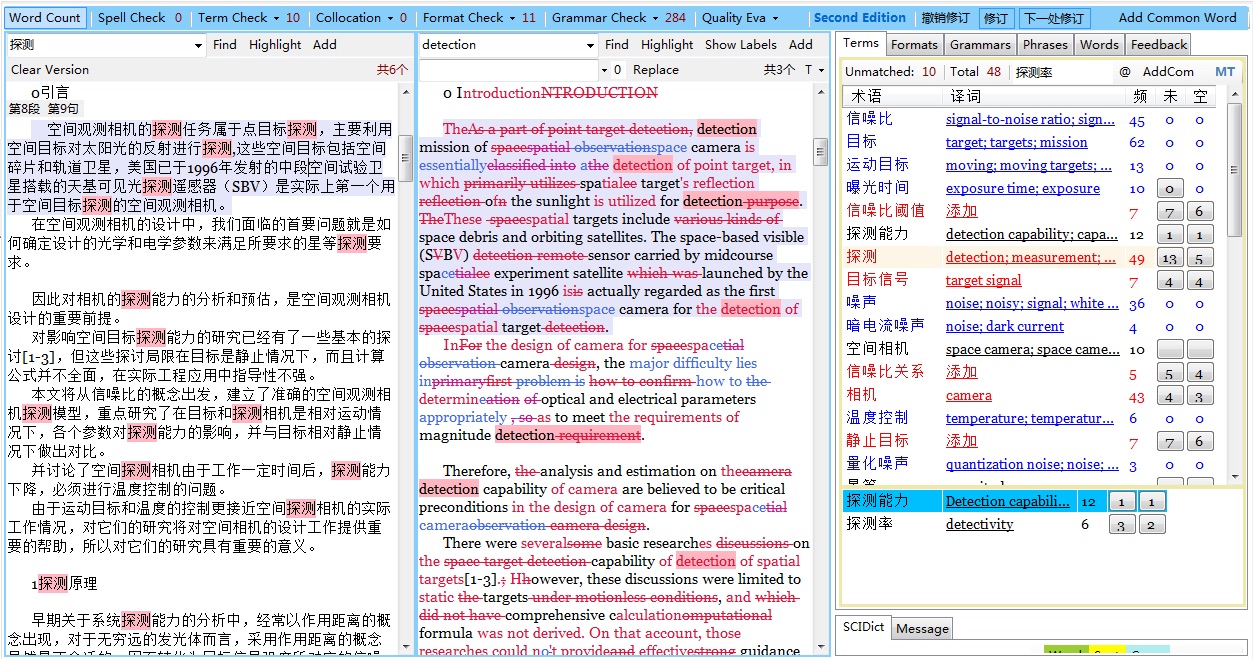 Word Count Spell Check 0 Term Check 10 Collocation 0 Format Check 11 Grammar Check 284 Quality Eva Second Edition 撤销修订 修订 下一处修订 Add Common Word
探测 Find Highlight Add
Clear Version 共6个
0引言
第8段 第9句
空间观测相机的探测任务属于点目标探测，主要利用
空间目标对太阳光的反射进行探测,这些空间目标包括空间
碎片和轨道卫星，美国已于1996年发射的中段空间试验卫
星搭载的天基可见光探测遥感器（SBV）是实际上第一个用
于空间目标探测的空间观测相机。
在空间观测相机的设计中，我们面临的首要问题就是如
何确定设计的光学和电学参数来满足所要求的星等探测要
求。
因此对相机的探测能力的分析和预估，是空间观测相机
设计的重要前提。
对影响空间目标探测能力的研究已经有了一些基本的探
讨[1-3]，但这些探讨局限在目标是静止情况下，而且计算
公式并不全面，在实际工程应用中指导性不强。
本文将从信噪比的概念出发，建立了准确的空间观测相
机探测模型，重点研究了在目标和探测相机是相对运动情
况下，各个参数对探测能力的影响，并与目标相对静止情
况下做出对比。
并讨论了空间探测相机由于工作一定时间后，探测能力
下降，必须进行温度控制的问题。
由于运动目标和温度的控制更接近空间探测相机的实际
工作情况，对它们的研究将对空间相机的设计工作提供重
要的帮助，所以对它们的研究具有重要的意义。
1探测原理
早期关于系统探测能力的分析中，经常以作用距离的概
念出现，对于无穷远的发光体而言，采用作用距离的概念
detection Find Highlight Show Labels Add
0 Replace 共3个 T
0 IntroductionNTRODUCTION
TheAs a part of point target detection, detection
mission of spacespatial observationspace camera is
essentiallyclassified into athe detection of point target, in
which primarily utilizes spatialee target's reflection
reflection ofn the sunlight is utilized for detection purpose.
TheThese spacespatial targets include various kinds of
space debris and orbiting satellites. The space-based visible
(SVBV) detection remote sensor carried by midcourse
spacetialee experiment satellite which was launched by the
United States in 1996 isis actually regarded as the first
spacespatial observationspace camera for the detection of
spacespatial target detection.
InFor the design of camera for spacespacetial
observation camera design, the major difficulty lies
inprimaryfirst problem is how to confirm how to the
determineation of optical and electrical parameters
appropriately , so as to meet the requirements of
magnitude detection requirement.
Therefore, the analysis and estimation on thecamera
detection capability of camera are believed to be critical
preconditions in the design of camera for spacespacetial
cameraobservation camera design.
There were severalsome basic researches discussions on
the space target detection capability of detection of spatial
targets[1-3].; Hhowever, these discussions were limited to
static the targets under motionless conditions, and which
did not have comprehensive calculationomputational
formula was not derived. On that account, those
researches could no't provideand effectivestrong guidance
Terms Formats Grammars Phrases Words Feedback
Unmatched: 10 Total 48 探测率 @ AddCom MT
术语 译词 频 未 空
信噪比 signal-to-noise ratio; sign... 45 0 0
目标 target; targets; mission 62 0 0
运动目标 moving; moving targets; ... 13 0 0
曝光时间 exposure time; exposure 10 0 0
信噪比阈值 添加 7 7 6
探测能力 detection capability; capa... 12 1 1
探测 detection; measurement; ... 49 13 5
目标信号 target signal 7 4 4
噪声 noise; noisy; signal; white ... 36 0 0
暗电流噪声 noise; dark current 4 0 0
空间相机 space camera; space came... 10
信噪比关系 添加 5 5 4
相机 camera 43 4 3
温度控制 temperature; temperatur... 6 0 0
静止目标 添加 7 7 6
量化噪声 quantization noise; noise; ... 3 0 0
探测能力 Detection capabili... 12 1 1
探测率 detectivity 6 3 2
SCIDict Message